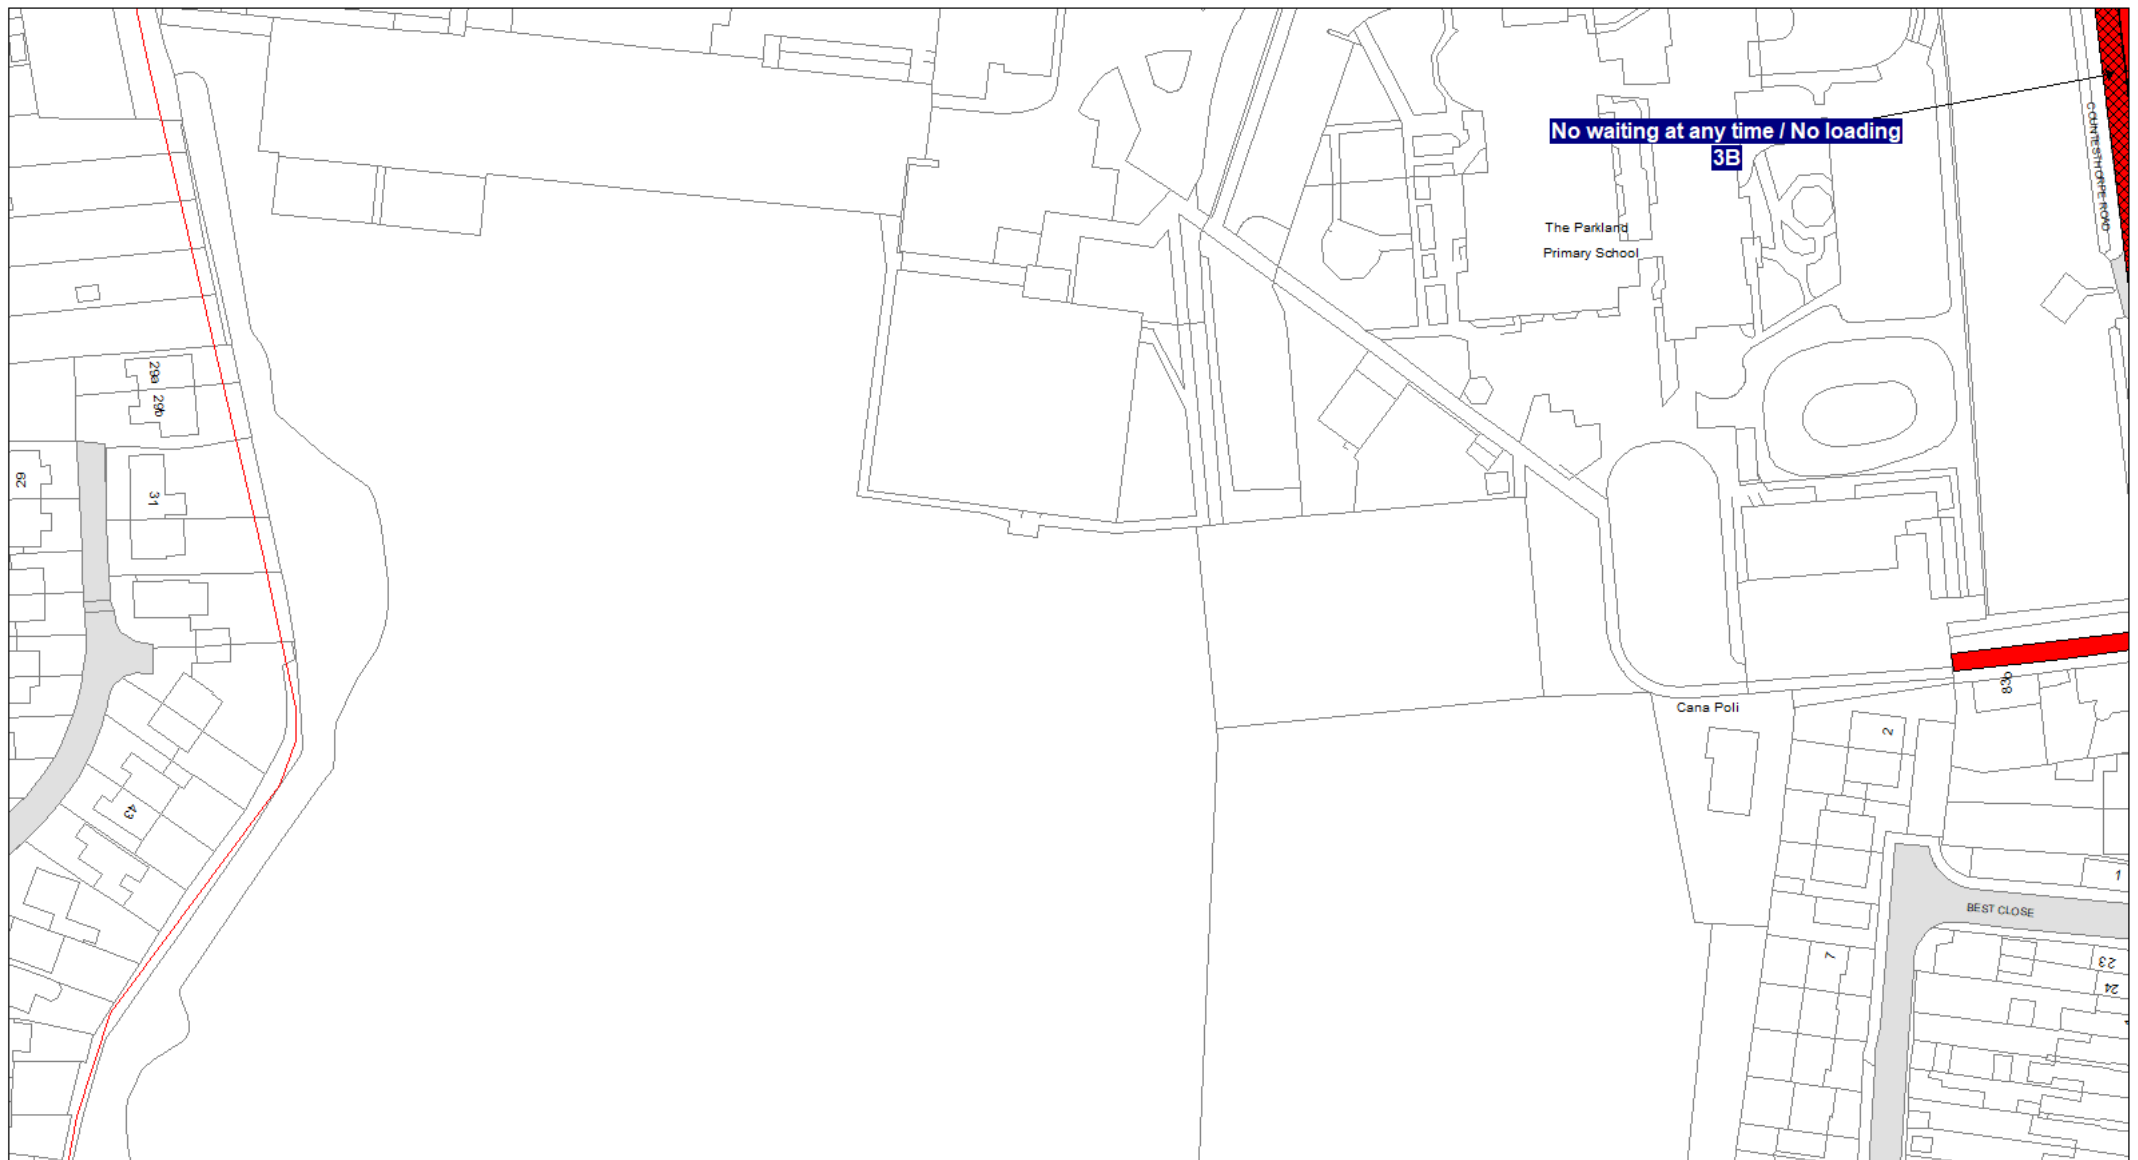 No waiting at any time / No loading
3B
COUNTESTHORPE ROAD
The Parkland
Primary School
29a
29b
29
31
83b
Cana Poli
2
43
1
BEST CLOSE
7
23
24